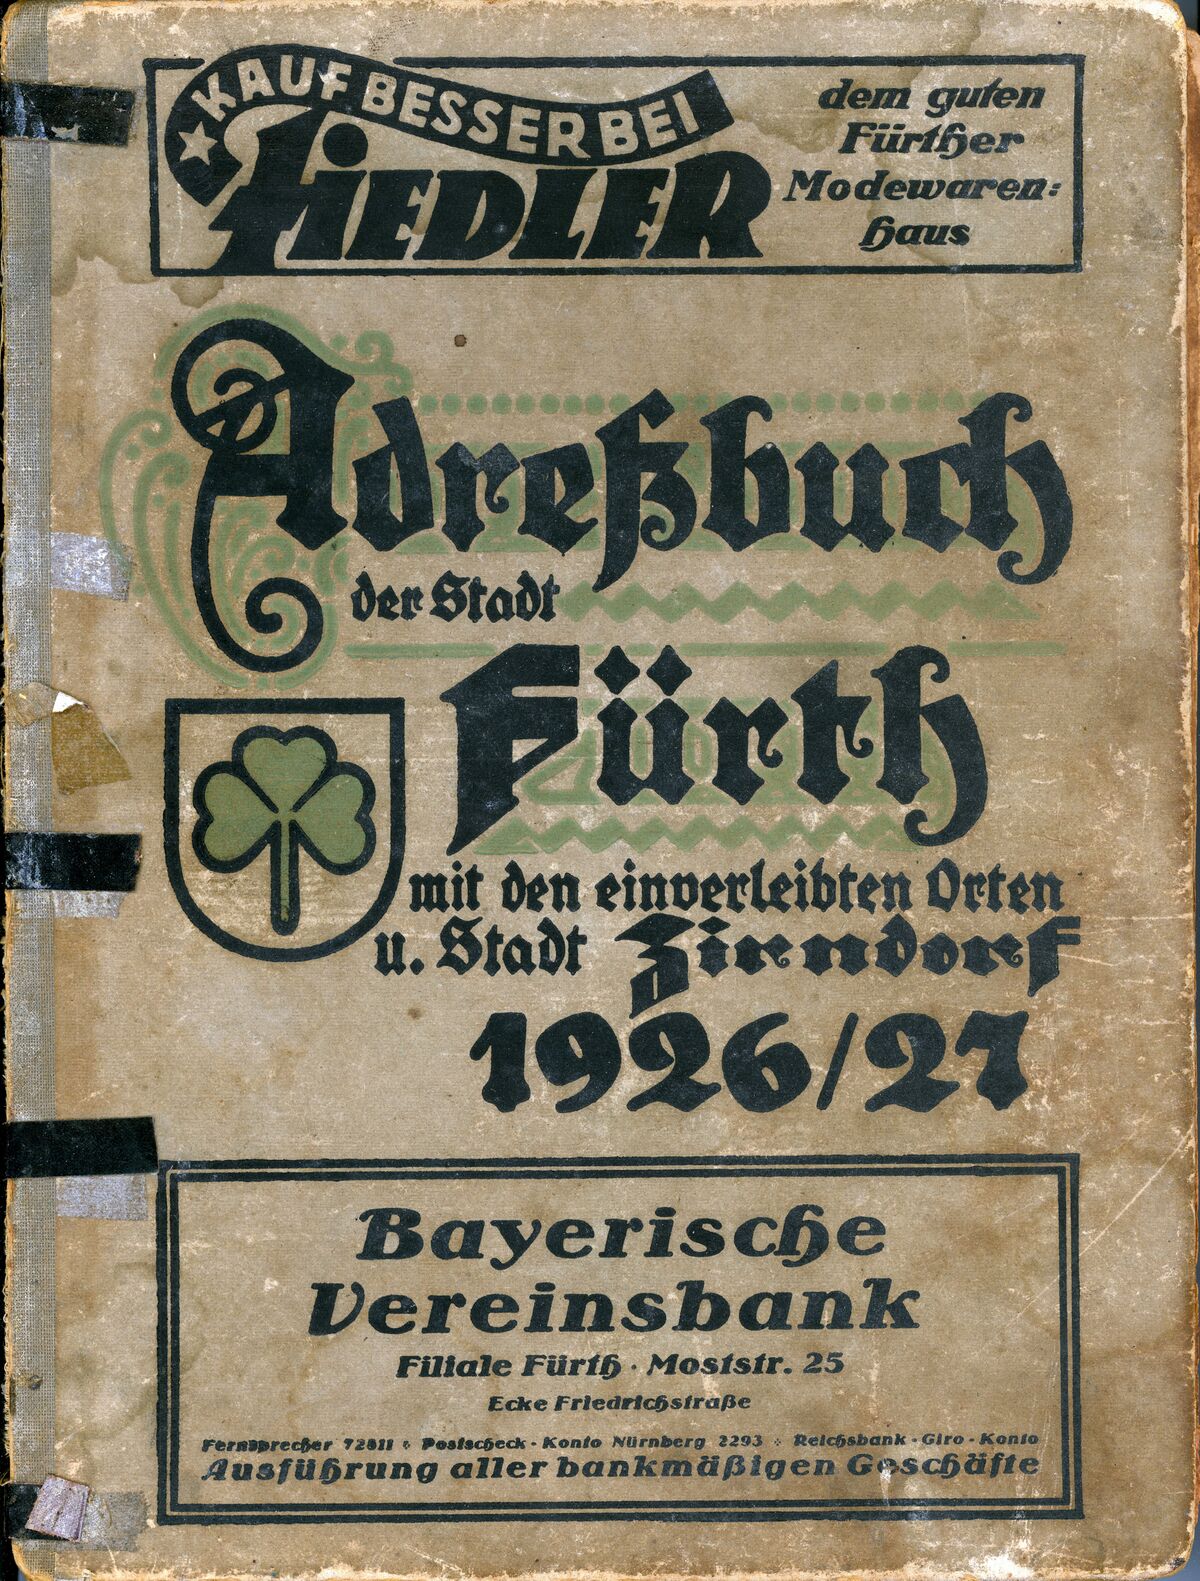 KAUF BESSER BEI
FIEDLER
dem guten
Fürther
Modewaren-
haus
Adreßbuch
der Stadt
Fürth
mit den einverleibten Orten
u. Stadt Zirndorf
1926/27
Bayerische
Vereinsbank
Filiale Fürth · Moststr. 25
Ecke Friedrichstraße
Fernsprecher 72811 Postscheck-Konto Nürnberg 2293 Reichsbank-Giro-Konto
Ausführung aller bankmäßigen Geschäfte